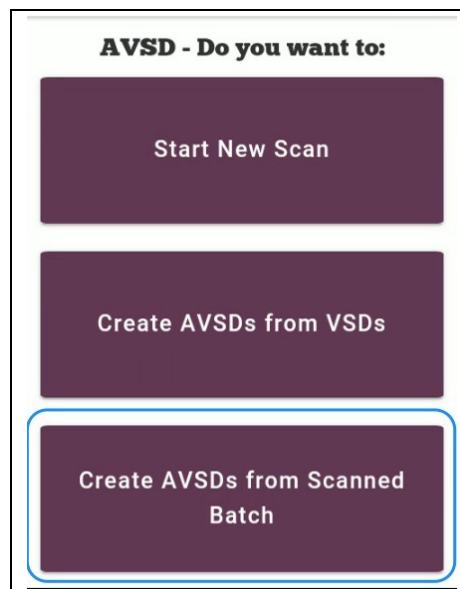 AVSD - Do you want to:
Start New Scan
Create AVSDs from VSDs
Create AVSDs from Scanned
Batch